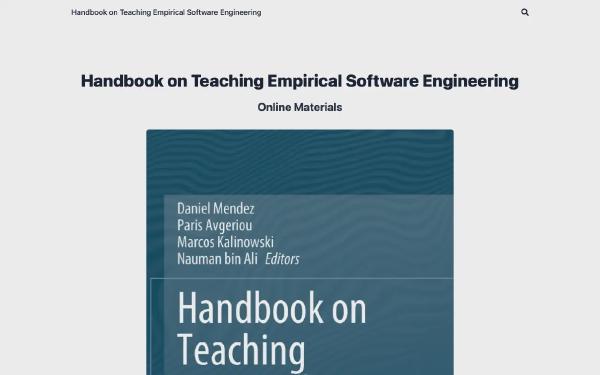 Handbook on Teaching Empirical Software Engineering
Handbook on Teaching Empirical Software Engineering
Online Materials
Daniel Mendez
Paris Avgeriou
Marcos Kalinowski
Nauman bin Ali Editors
Handbook on
Teaching